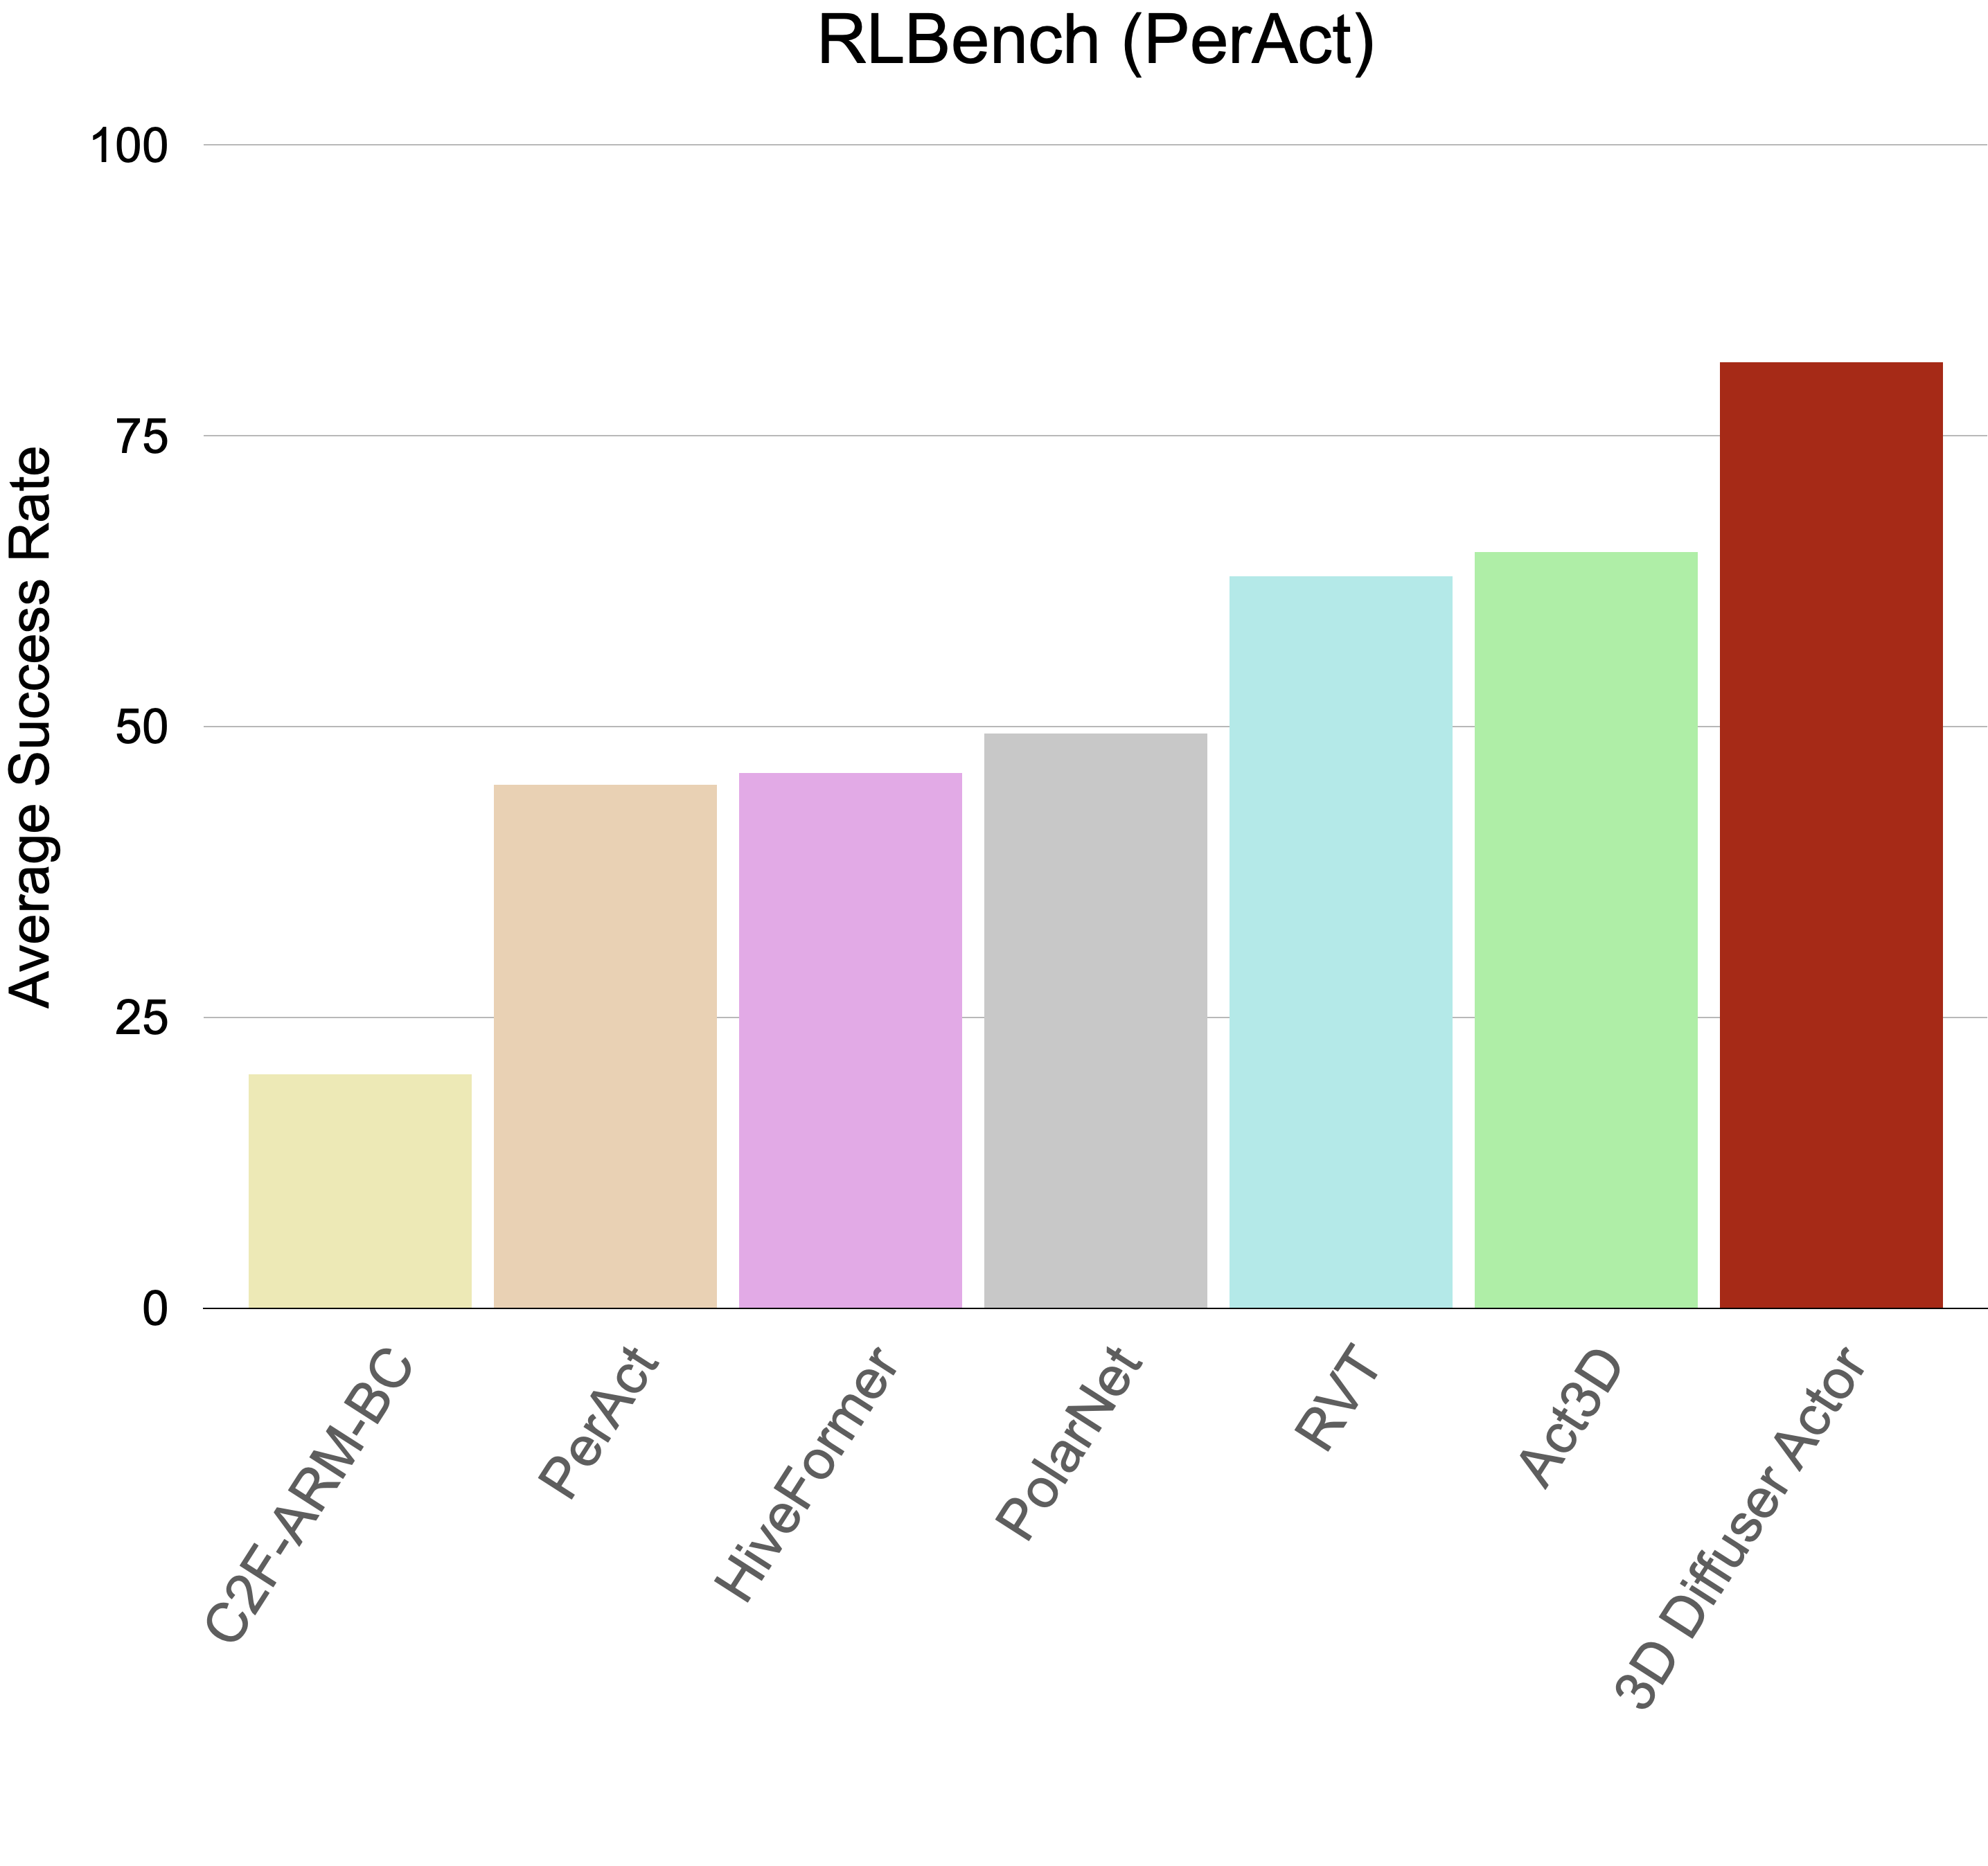 RLBench (PerAct)
Average Success Rate
100
75
50
25
0
C2F-ARM-BC
PerAct
HiveFormer
PolarNet
RVT
Act3D
3D Diffuser Actor